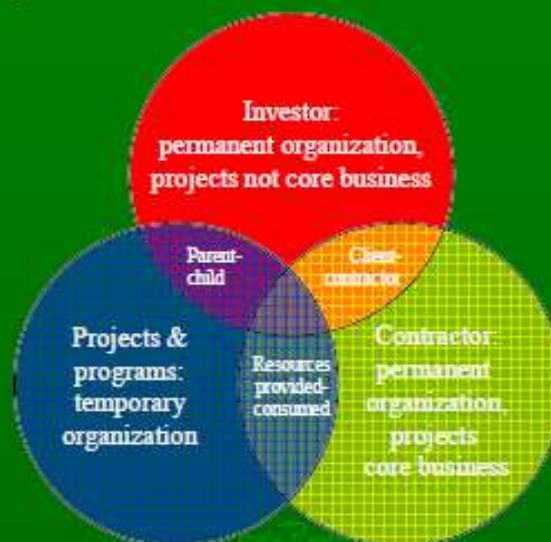 Investor:
permanent organization,
projects not core business
Parent-
child
Client-
contractor
Projects &
programs:
temporary
organization
Resources
provided-
consumed
Contractor:
permanent
organization,
projects
core business